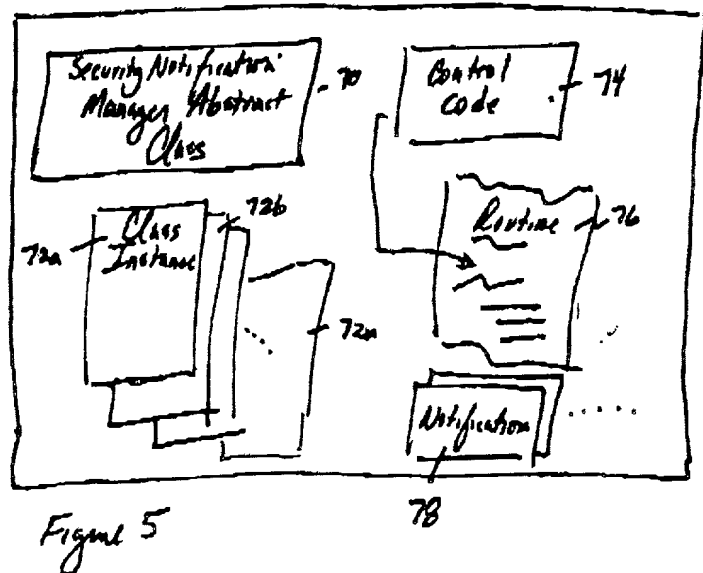 Security Notification
Manager Abstract
Class
70
Control
Code
74
72a
Class
Instance
72b
72n
Routine
76
Notification
78
Figure 5